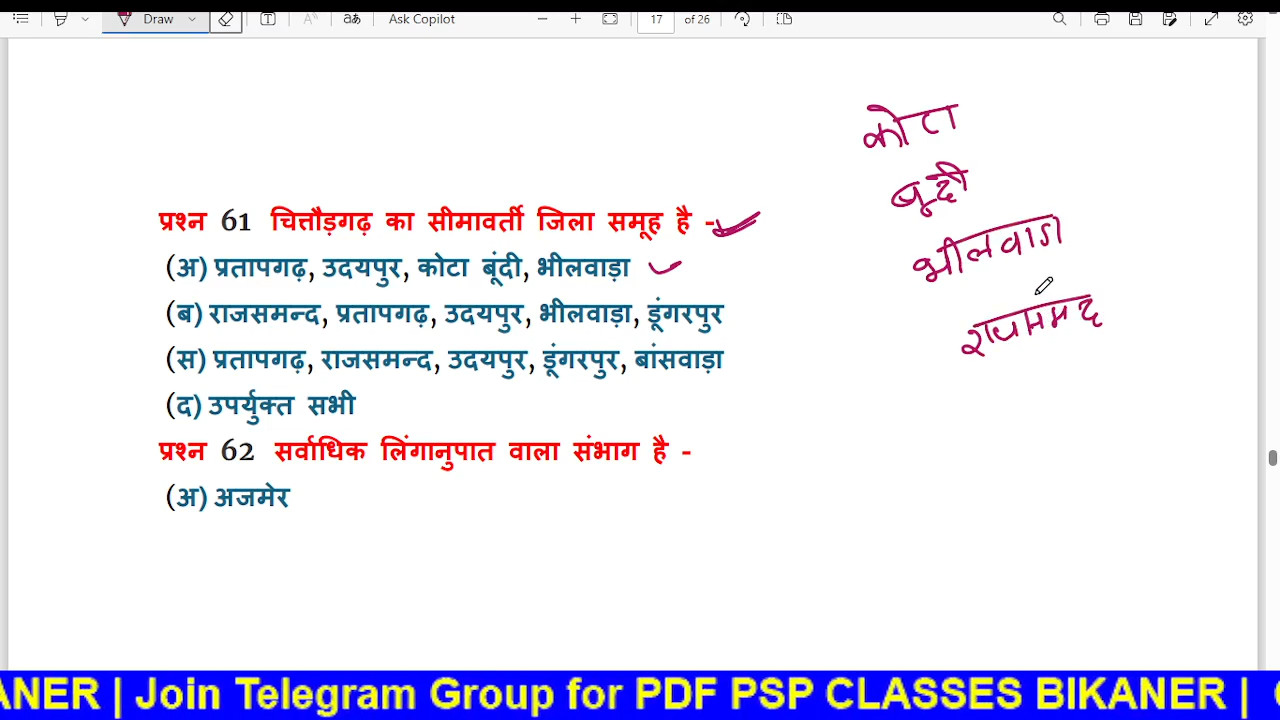 Draw
Ask Copilot
17 of 26
कोटा
बूदी
भीलवाडा
राजसमद
प्रश्न 61 चित्तौड़गढ़ का सीमावर्ती जिला समूह है -
(अ) प्रतापगढ़, उदयपुर, कोटा बूंदी, भीलवाड़ा
(ब) राजसमन्द, प्रतापगढ़, उदयपुर, भीलवाड़ा, डूंगरपुर
(स) प्रतापगढ़, राजसमन्द, उदयपुर, डूंगरपुर, बांसवाड़ा
(द) उपर्युक्त सभी
प्रश्न 62 सर्वाधिक लिंगानुपात वाला संभाग है -
(अ) अजमेर
ANER | Join Telegram Group for PDF PSP CLASSES BIKANER |